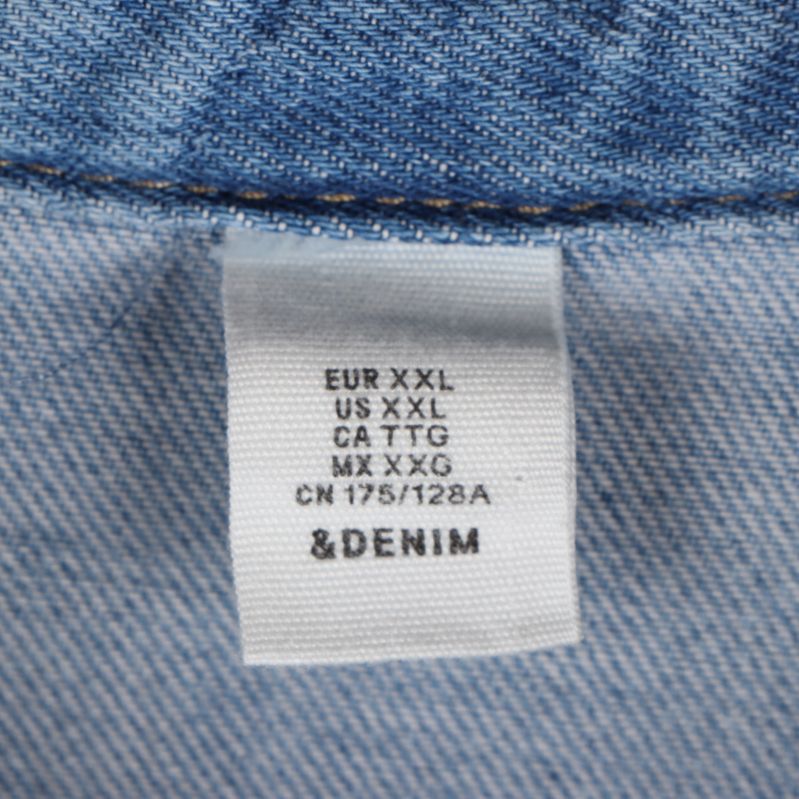 EUR XXL
US XXL
CA TTG
MX XXG
CN 175/128A
&DENIM